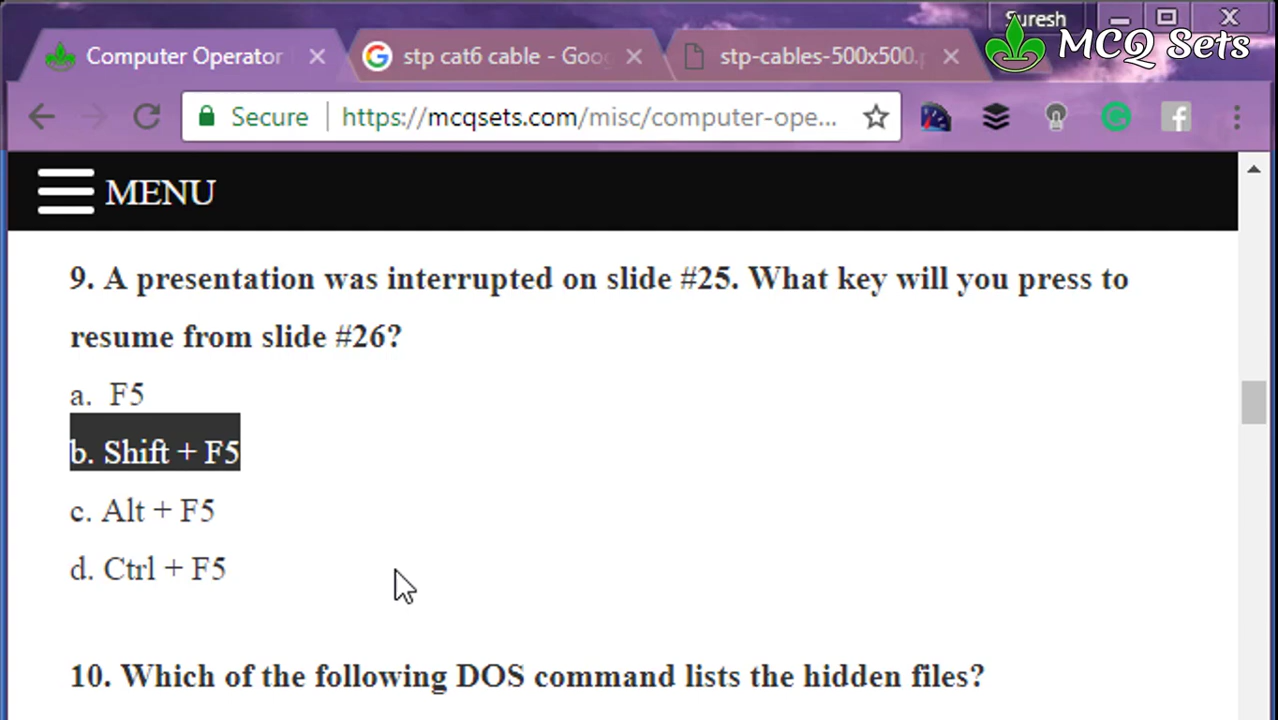 Suresh
MCQ Sets
Computer Operator
stp cat6 cable - Goo
stp-cables-500x500.p
Secure
https://mcqsets.com/misc/computer-ope...
MENU
9. A presentation was interrupted on slide #25. What key will you press to
resume from slide #26?
a. F5
b. Shift + F5
c. Alt + F5
d. Ctrl + F5
10. Which of the following DOS command lists the hidden files?